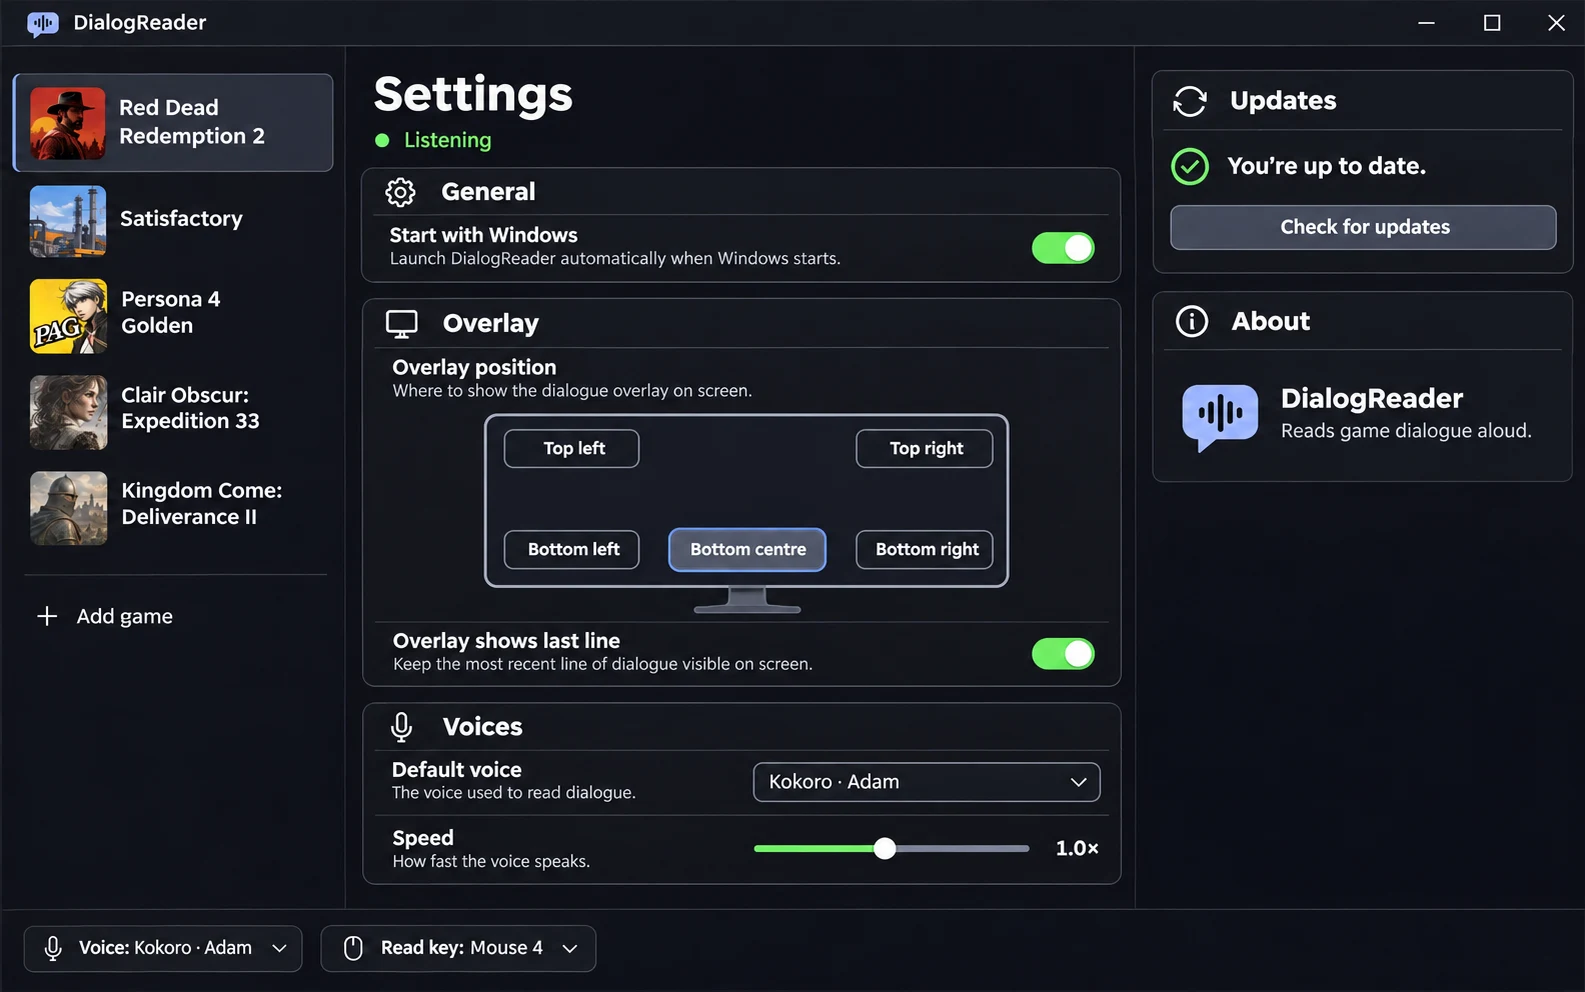 DialogReader
Red Dead
Redemption 2
Satisfactory
P4G
Persona 4
Golden
Clair Obscur:
Expedition 33
Kingdom Come:
Deliverance II
Add game
Settings
Listening
General
Start with Windows
Launch DialogReader automatically when Windows starts.
Overlay
Overlay position
Where to show the dialogue overlay on screen.
Top left
Top right
Bottom left
Bottom centre
Bottom right
Overlay shows last line
Keep the most recent line of dialogue visible on screen.
Voices
Default voice
The voice used to read dialogue.
Kokoro · Adam
Speed
How fast the voice speaks.
1.0×
Updates
You’re up to date.
Check for updates
About
DialogReader
Reads game dialogue aloud.
Voice: Kokoro · Adam
Read key: Mouse 4